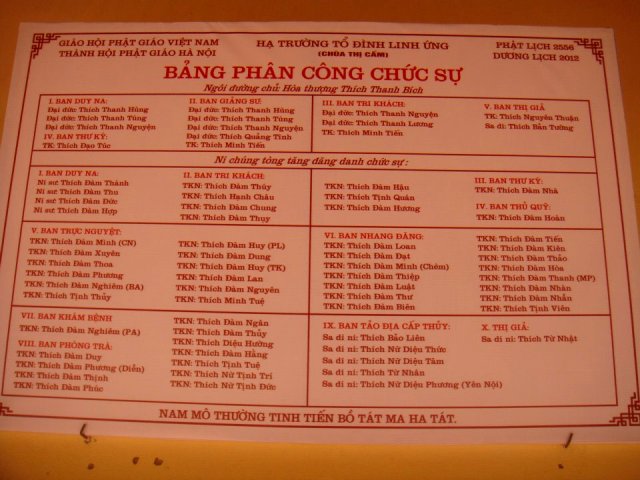 GIÁO HỘI PHẬT GIÁO VIỆT NAM
THÀNH HỘI PHẬT GIÁO HÀ NỘI
HẠ TRƯỜNG TỔ ĐÌNH LINH ỨNG
(CHÙA THỊ CẤM)
PHẬT LỊCH 2556
DƯƠNG LỊCH 2012
BẢNG PHÂN CÔNG CHỨC SỰ
Ngôi đường chủ: Hòa thượng Thích Thanh Bích
I. BAN DUY NA:
Đại đức: Thích Thanh Hùng
Đại đức: Thích Thanh Tùng
Đại đức: Thích Thanh Nguyện
IV. BAN THƯ KÝ:
TK: Thích Đạo Túc
II. BAN GIẢNG SƯ:
Đại đức: Thích Thanh Hùng
Đại đức: Thích Thanh Tùng
Đại đức: Thích Thanh Nguyện
Đại đức: Thích Quảng Tình
TK: Thích Minh Tiến
III. BAN TRI KHÁCH:
Đại đức: Thích Thanh Nguyện
Đại đức: Thích Thanh Lương
TK: Thích Minh Tiến
V. BAN THỊ GIẢ
TK: Thích Nguyên Thuận
Sa di: Thích Bản Tường
Ni chúng tòng tăng đăng danh chức sự:
I. BAN DUY NA:
Ni sư Thích Đàm Thành
Ni sư Thích Đàm Thu
Ni sư Thích Đàm Đức
Ni sư Thích Đàm Hợp
II. BAN TRI KHÁCH:
TKN: Thích Đàm Thủy
TKN: Thích Hạnh Châu
TKN: Thích Đàm Chung
TKN: Thích Đàm Thụy
TKN: Thích Đàm Hậu
TKN: Thích Tịnh Quán
TKN: Thích Đàm Hương
III. BAN THƯ KÝ:
TKN: Thích Đàm Nhà
IV. BAN THỦ QUỸ:
TKN: Thích Đàm Hoàn
V. BAN TRỰC NGUYỆT:
TKN: Thích Đàm Minh (CN)
TKN: Thích Đàm Xuyên
TKN: Thích Đàm Thoa
TKN: Thích Đàm Phương
TKN: Thích Đàm Nghiêm (BA)
TKN: Thích Tịnh Thủy
TKN: Thích Đàm Huy (PL)
TKN: Thích Đàm Dung
TKN: Thích Đàm Huy (TK)
TKN: Thích Đàm Lan
TKN: Thích Đàm Nguyên
TKN: Thích Minh Tuệ
VI. BAN NHANG ĐĂNG:
TKN: Thích Đàm Loan
TKN: Thích Đàm Đạt
TKN: Thích Đàm Minh (Chèm)
TKN: Thích Đàm Thiệp
TKN: Thích Đàm Luật
TKN: Thích Đàm Thư
TKN: Thích Đàm Bi
TKN: Thích Đàm Tiến
TKN: Thích Đàm Kiên
TKN: Thích Đàm Thảo
TKN: Thích Đàm Hòa
TKN: Thích Đàm Thanh (MP)
TKN: Thích Đàm Nhàn
TKN: Thích Đàm Nhẫn
TKN: Thích Tịnh Viên
VII. BAN KHÁM BỆNH
TKN: Thích Đàm Nghiêm (PA)
VIII. BAN PHÒNG TRÀ:
TKN: Thích Đàm Duy
TKN: Thích Đàm Phương (Diễn)
TKN: Thích Đàm Thịnh
TKN: Thích Đàm Phúc
TKN: Thích Đàm Ngân
TKN: Thích Đàm Thủy
TKN: Thích Diệu Hường
TKN: Thích Đàm Hằng
TKN: Thích Tịnh Tuệ
TKN: Thích Nữ Tịnh Trí
TKN: Thích Nữ Tịnh Đức
IX. BAN TẢO ĐỊA CẤP THỦY:
Sa di ni: Thích Bảo Liên
Sa di ni: Thích Nữ Diệu Thức
Sa di ni: Thích Nữ Diệu Tâm
Sa di ni: Thích Từ Nhân
Sa di ni: Thích Nữ Diệu Phương (Yên Nội)
X. THỊ GIẢ:
Sa di ni: Thích Từ Nhật
NAM MÔ THƯỜNG TINH TIẾN BỒ TÁT MA HA TÁT.